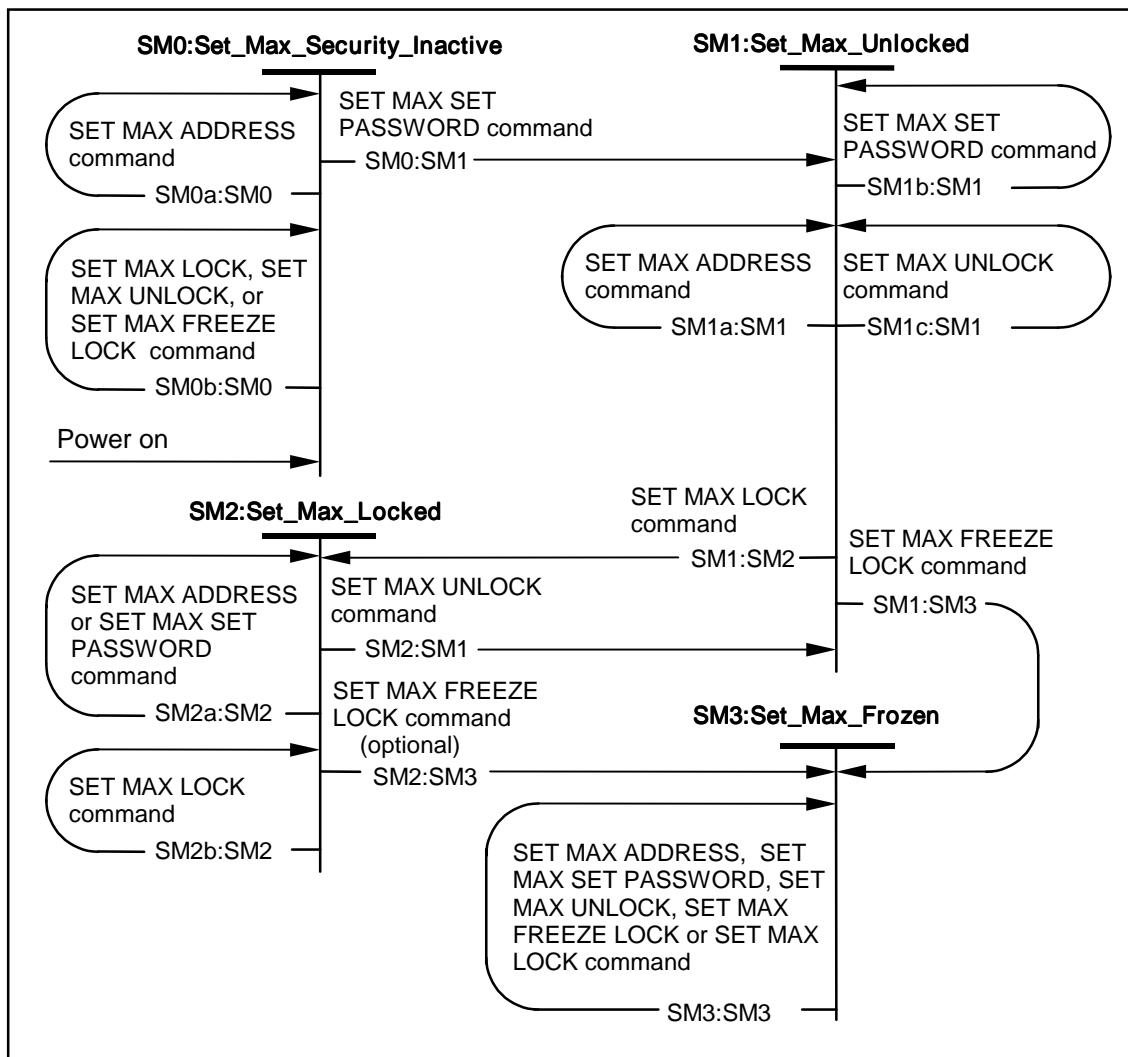 SM0:Set_Max_Security_Inactive
SET MAX ADDRESS
command
SM0a:SM0
SET MAX SET
PASSWORD command
SM0:SM1
SET MAX LOCK, SET
MAX UNLOCK, or
SET MAX FREEZE
LOCK command
SM0b:SM0
Power on
SM1:Set_Max_Unlocked
SET MAX SET
PASSWORD command
SM1b:SM1
SET MAX ADDRESS
command
SM1a:SM1
SET MAX UNLOCK
command
SM1c:SM1
SET MAX LOCK
command
SM1:SM2
SET MAX FREEZE
LOCK command
SM1:SM3
SM2:Set_Max_Locked
SET MAX ADDRESS
or SET MAX SET
PASSWORD
command
SM2a:SM2
SET MAX UNLOCK
command
SM2:SM1
SET MAX FREEZE
LOCK command
(optional)
SM2:SM3
SET MAX LOCK
command
SM2b:SM2
SM3:Set_Max_Frozen
SET MAX ADDRESS, SET
MAX SET PASSWORD, SET
MAX UNLOCK, SET MAX
FREEZE LOCK or SET MAX
LOCK command
SM3:SM3